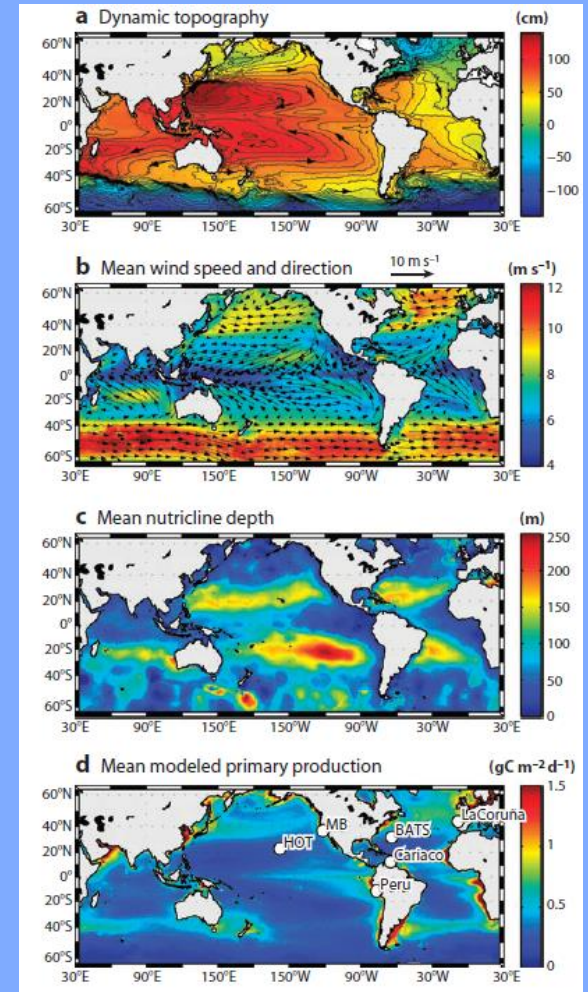 a Dynamic topography (cm)
60°N
40°N
20°N
0°
20°S
40°S
60°S
100
50
0
−50
−100
30°E 90°E 150°E 150°W 90°W 30°W 30°E
b Mean wind speed and direction 10 m s⁻¹ (m s⁻¹)
60°N
40°N
20°N
0°
20°S
40°S
60°S
12
10
8
6
4
30°E 90°E 150°E 150°W 90°W 30°W 30°E
c Mean nutricline depth (m)
60°N
40°N
20°N
0°
20°S
40°S
60°S
250
200
150
100
50
0
30°E 90°E 150°E 150°W 90°W 30°W 30°E
d Mean modeled primary production (gC m⁻² d⁻¹)
60°N
40°N
20°N
0°
20°S
40°S
60°S
LaCoruña
MB
BATS
HOT
Cariaco
Peru
1.5
1
0.5
0
30°E 90°E 150°E 150°W 90°W 30°W 30°E